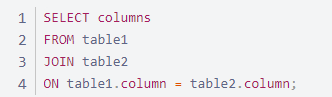 1 SELECT columns
2 FROM table1
3 JOIN table2
4 ON table1.column = table2.column;